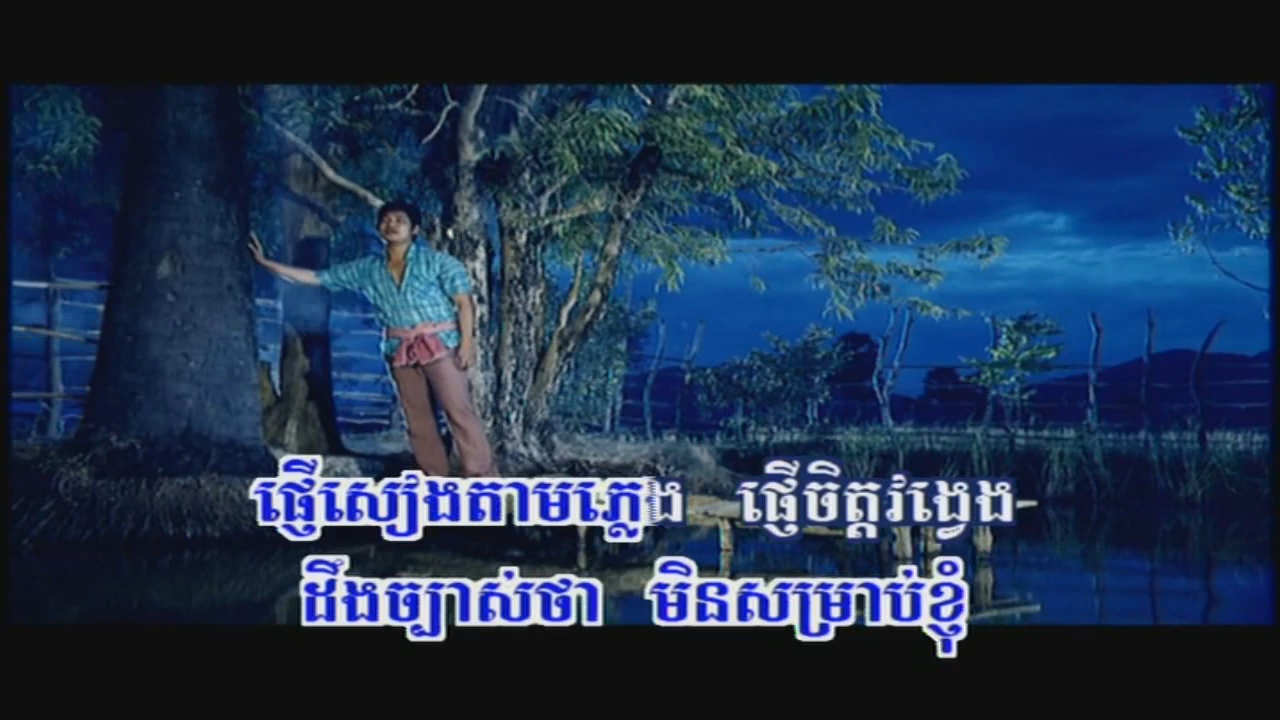 ផ្ញើសៀងតាមភ្លេង ផ្ញើចិត្តវង្វេង
ដឹងច្បាស់ថា មិនសម្រាប់ខ្ញុំ